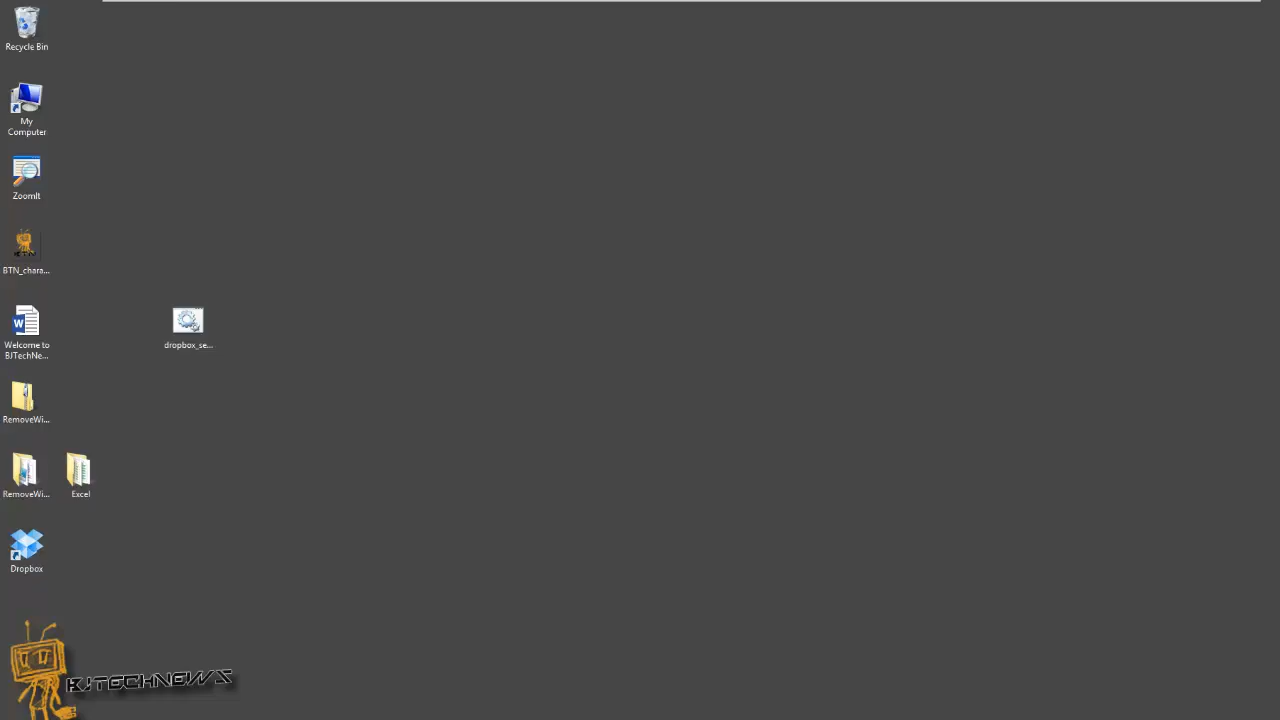 Recycle Bin
My
Computer
ZoomIt
BTN_chara...
Welcome to
BJTechNe...
dropbox_se...
RemoveWi...
RemoveWi...
Excel
Dropbox
BJTECHNEWS